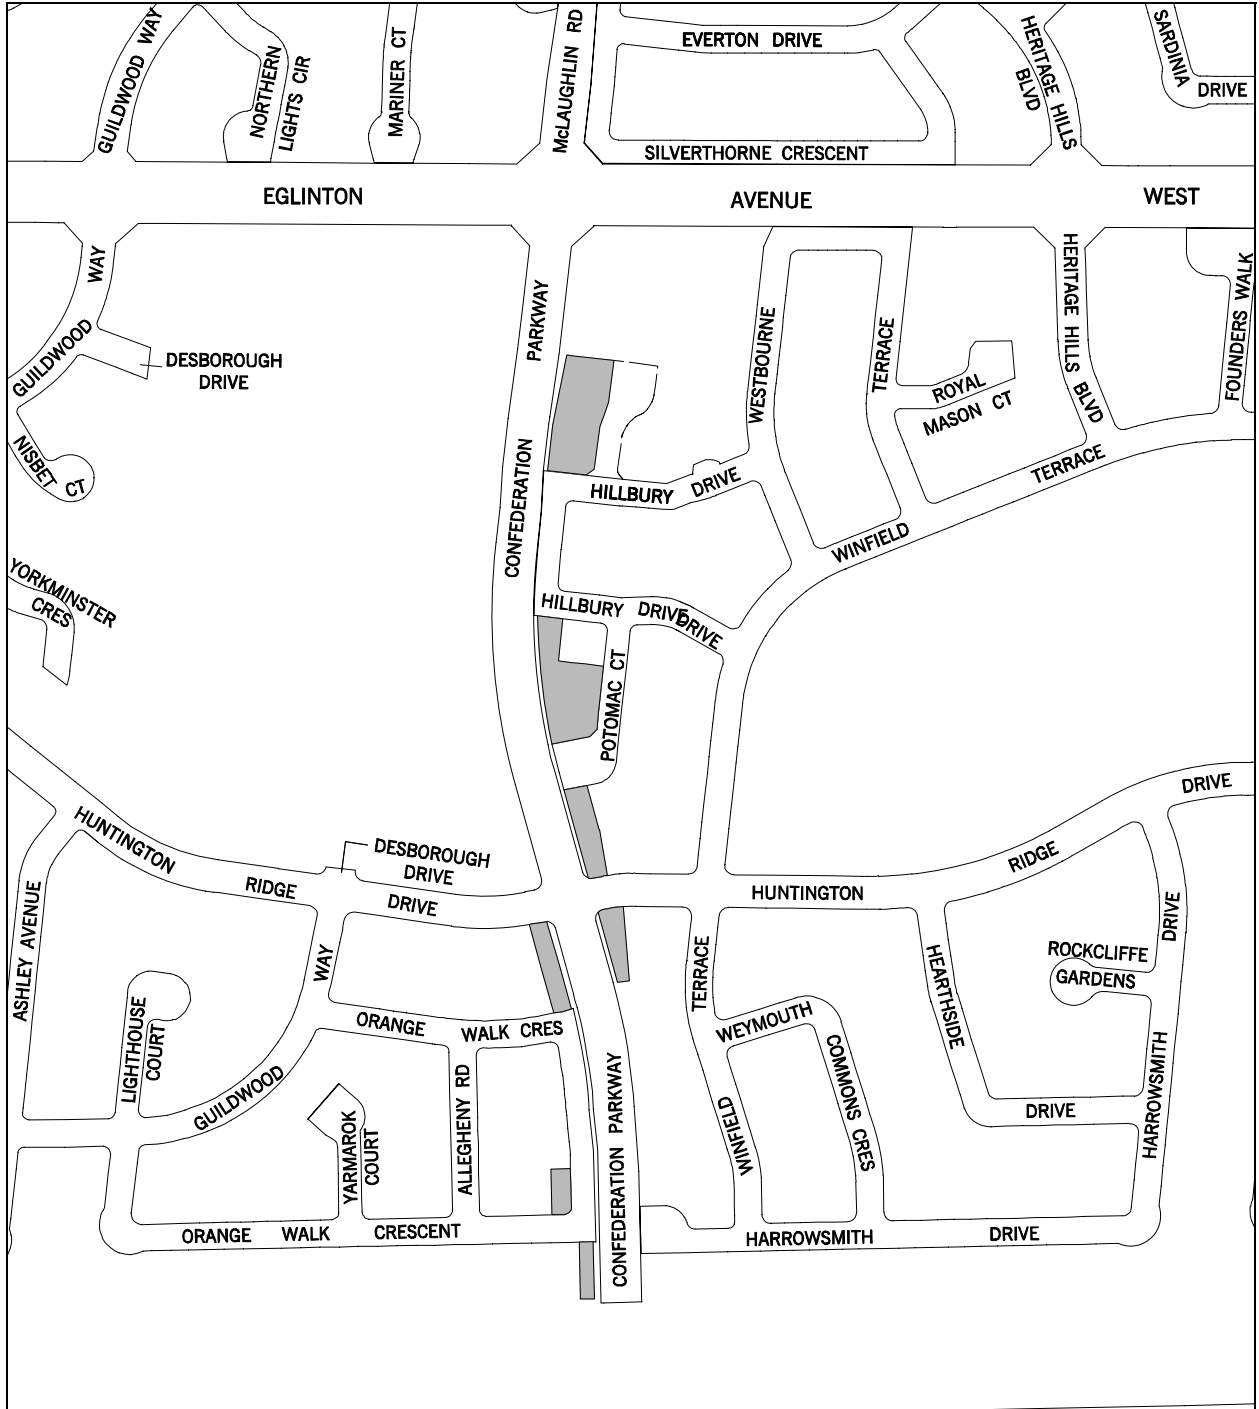 GUILDWOOD WAY
NORTHERN
LIGHTS CIR
MARINER CT
McLAUGHLIN RD
EVERTON DRIVE
SILVERTHORNE CRESCENT
HERITAGE HILLS
BLVD
SARDINIA
DRIVE
EGLINTON AVENUE WEST
GUILDWOOD WAY
DESBOROUGH
DRIVE
NISBET CT
CONFEDERATION PARKWAY
WESTBOURNE
TERRACE
ROYAL
MASON CT
HERITAGE HILLS BLVD
FOUNDERS WALK
HILLBURY DRIVE
WINFIELD TERRACE
YORKMINSTER
CRES
HILLBURY DRIVE
DRIVE
POTOMAC CT
HUNTINGTON RIDGE DRIVE
DESBOROUGH
DRIVE
HUNTINGTON RIDGE DRIVE
ASHLEY AVENUE
LIGHTHOUSE
COURT
GUILDWOOD WAY
ORANGE WALK CRES
YARMAROK
COURT
ALLEGHENY RD
CONFEDERATION PARKWAY
WINFIELD TERRACE
WEYMOUTH
COMMONS CRES
HEARTHSIDE
DRIVE
ROCKCLIFFE
GARDENS
HARROWSMITH DRIVE
ORANGE WALK CRESCENT
HARROWSMITH DRIVE